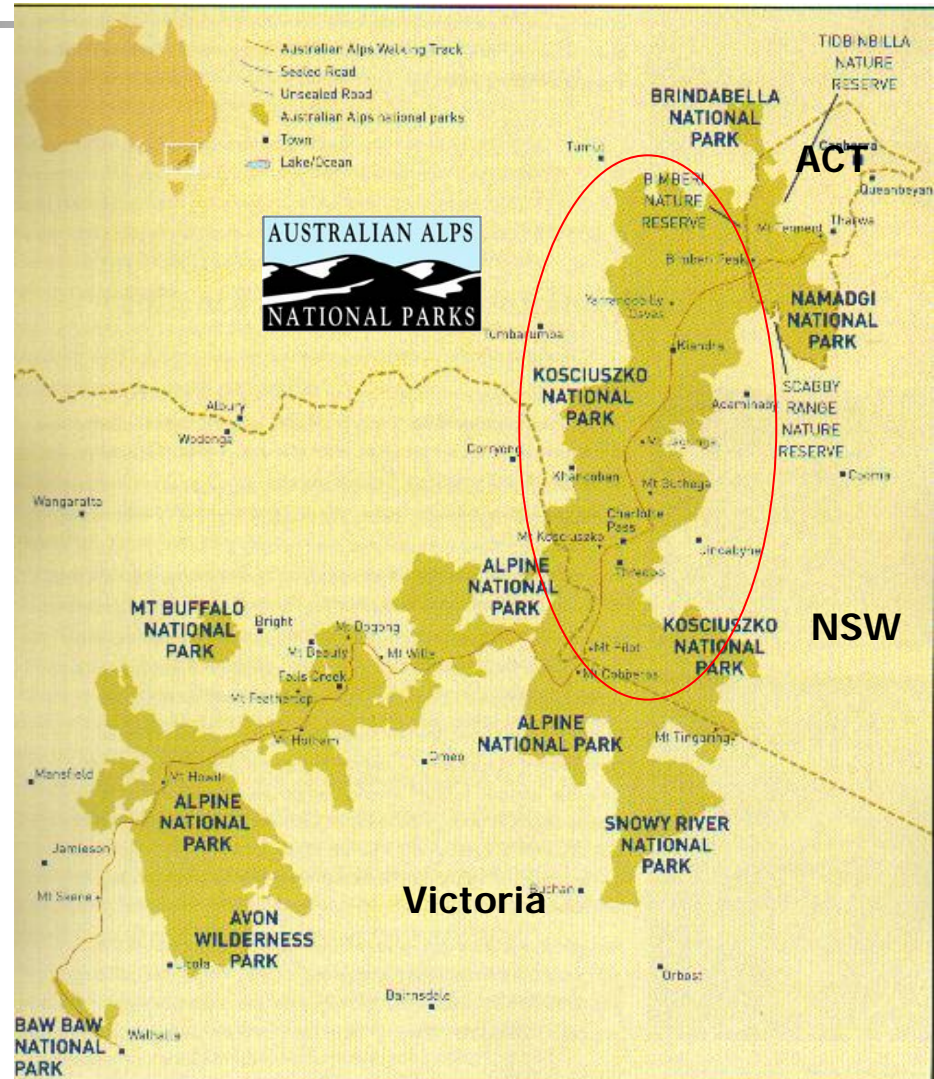 Australian Alps Walking Track
Sealed Road
Unsealed Road
Australian Alps national parks
Town
Lake/Ocean
TIDBINBILLA
NATURE
RESERVE
BRINDABELLA
NATIONAL
PARK
Tumut
Canberra
ACT
Queanbeyan
BIMBERI
NATURE
RESERVE
Mt Tennent
Tharwa
Bimberi Peak
AUSTRALIAN ALPS
NATIONAL PARKS
Yarrangobilly
Caves
NAMADGI
NATIONAL
PARK
Tumbarumba
Kiandra
KOSCIUSZKO
NATIONAL
PARK
SCABBY
RANGE
NATURE
RESERVE
Adaminaby
Albury
Wodonga
Mt Jagungal
Corryong
Khancoban
Cooma
Mt Botheya
Wangaratta
Charlotte
Pass
Mt Kosciuszko
Jindabyne
Thredbo
ALPINE
NATIONAL
PARK
MT BUFFALO
NATIONAL
PARK
Bright
Mt Bogong
KOSCIUSZKO
NATIONAL
PARK
NSW
Mt Beauty
Mt Wills
Mt Pilot
Falls Creek
Mt Cobberas
Mt Feathertop
ALPINE
NATIONAL PARK
Mt Hotham
Mt Tingaringy
Omeo
Mansfield
Mt Howitt
ALPINE
NATIONAL
PARK
SNOWY RIVER
NATIONAL
PARK
Jamieson
Mt Skene
Buchan
Victoria
AVON
WILDERNESS
PARK
Licola
Orbost
Bairnsdale
BAW BAW
NATIONAL
PARK
Walhalla